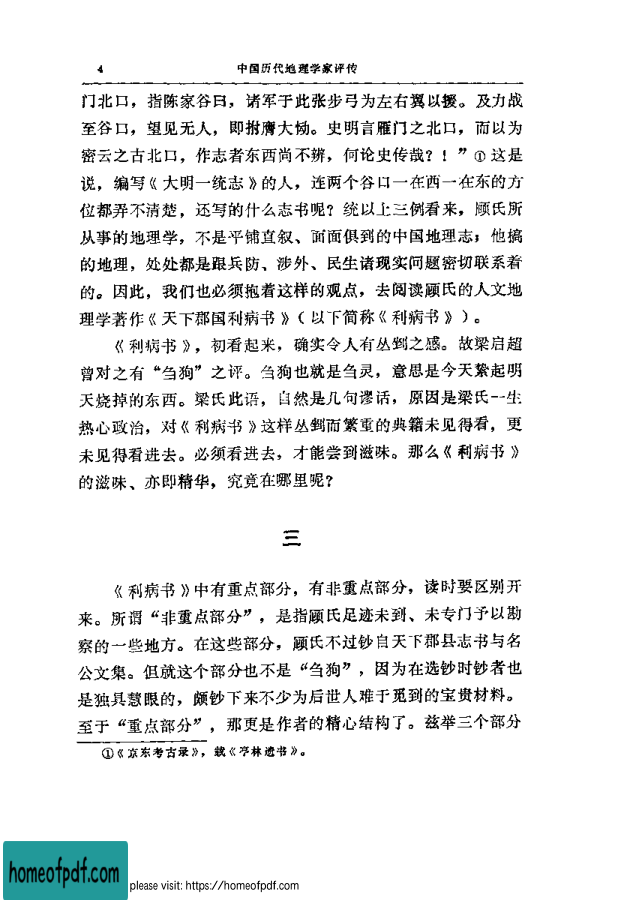 4 中国历代地理学家评传
门北口，指陈家谷曰，诸军于此张步弓为左右翼以援。及力战
至谷口，望见无人，即拊膺大恸。史明言雁门之北口，而以为
密云之古北口，作志者东西尚不辨，何论史传哉？！”①这是
说，编写《大明一统志》的人，连两个谷口一在西一在东的方
位都弄不清楚，还写的什么志书呢？统以上三例看来，顾氏所
从事的地理学，不是平铺直叙、面面俱到的中国地理志；他搞
的地理，处处都是跟兵防、涉外、民生诸现实问题密切联系着
的。因此，我们也必须抱着这样的观点，去阅读顾氏的人文地
理学著作《天下郡国利病书》（以下简称《利病书》）。
《利病书》，初看起来，确实令人有丛剉之感。故梁启超
曾对之有“刍狗”之评。刍狗也就是刍灵，意思是今天紮起明
天烧掉的东西。梁氏此语，自然是几句谬话，原因是梁氏一生
热心政治，对《利病书》这样丛剉而繁重的典籍未见得看，更
未见得看进去。必须看进去，才能尝到滋味。那么《利病书》
的滋味、亦即精华，究竟在哪里呢？
三
《利病书》中有重点部分，有非重点部分，读时要区别开
来。所谓“非重点部分”，是指顾氏足迹未到、未专门予以勘
察的一些地方。在这些部分，顾氏不过钞自天下郡县志书与名
公文集。但就这个部分也不是“刍狗”，因为在选钞时钞者也
是独具慧眼的，颇钞下来不少为后世人难于觅到的宝贵材料。
至于“重点部分”，那更是作者的精心结构了。兹举三个部分
①《京东考古录》，载《亭林遗书》。
homeofpdf.com
please visit: https://homeofpdf.com